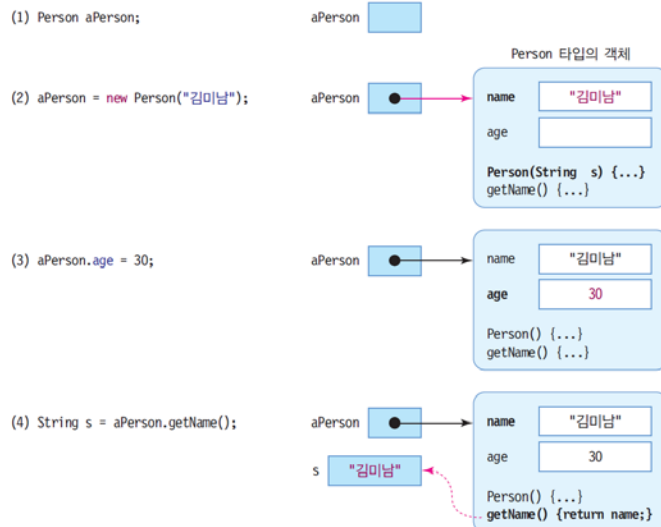 (1) Person aPerson;
aPerson
Person 타입의 객체
(2) aPerson = new Person("김미남");
aPerson
name "김미남"
age
Person(String s) {...}
getName() {...}
(3) aPerson.age = 30;
aPerson
name "김미남"
age 30
Person() {...}
getName() {...}
(4) String s = aPerson.getName();
aPerson
name "김미남"
s "김미남"
age 30
Person() {...}
getName() {return name;}